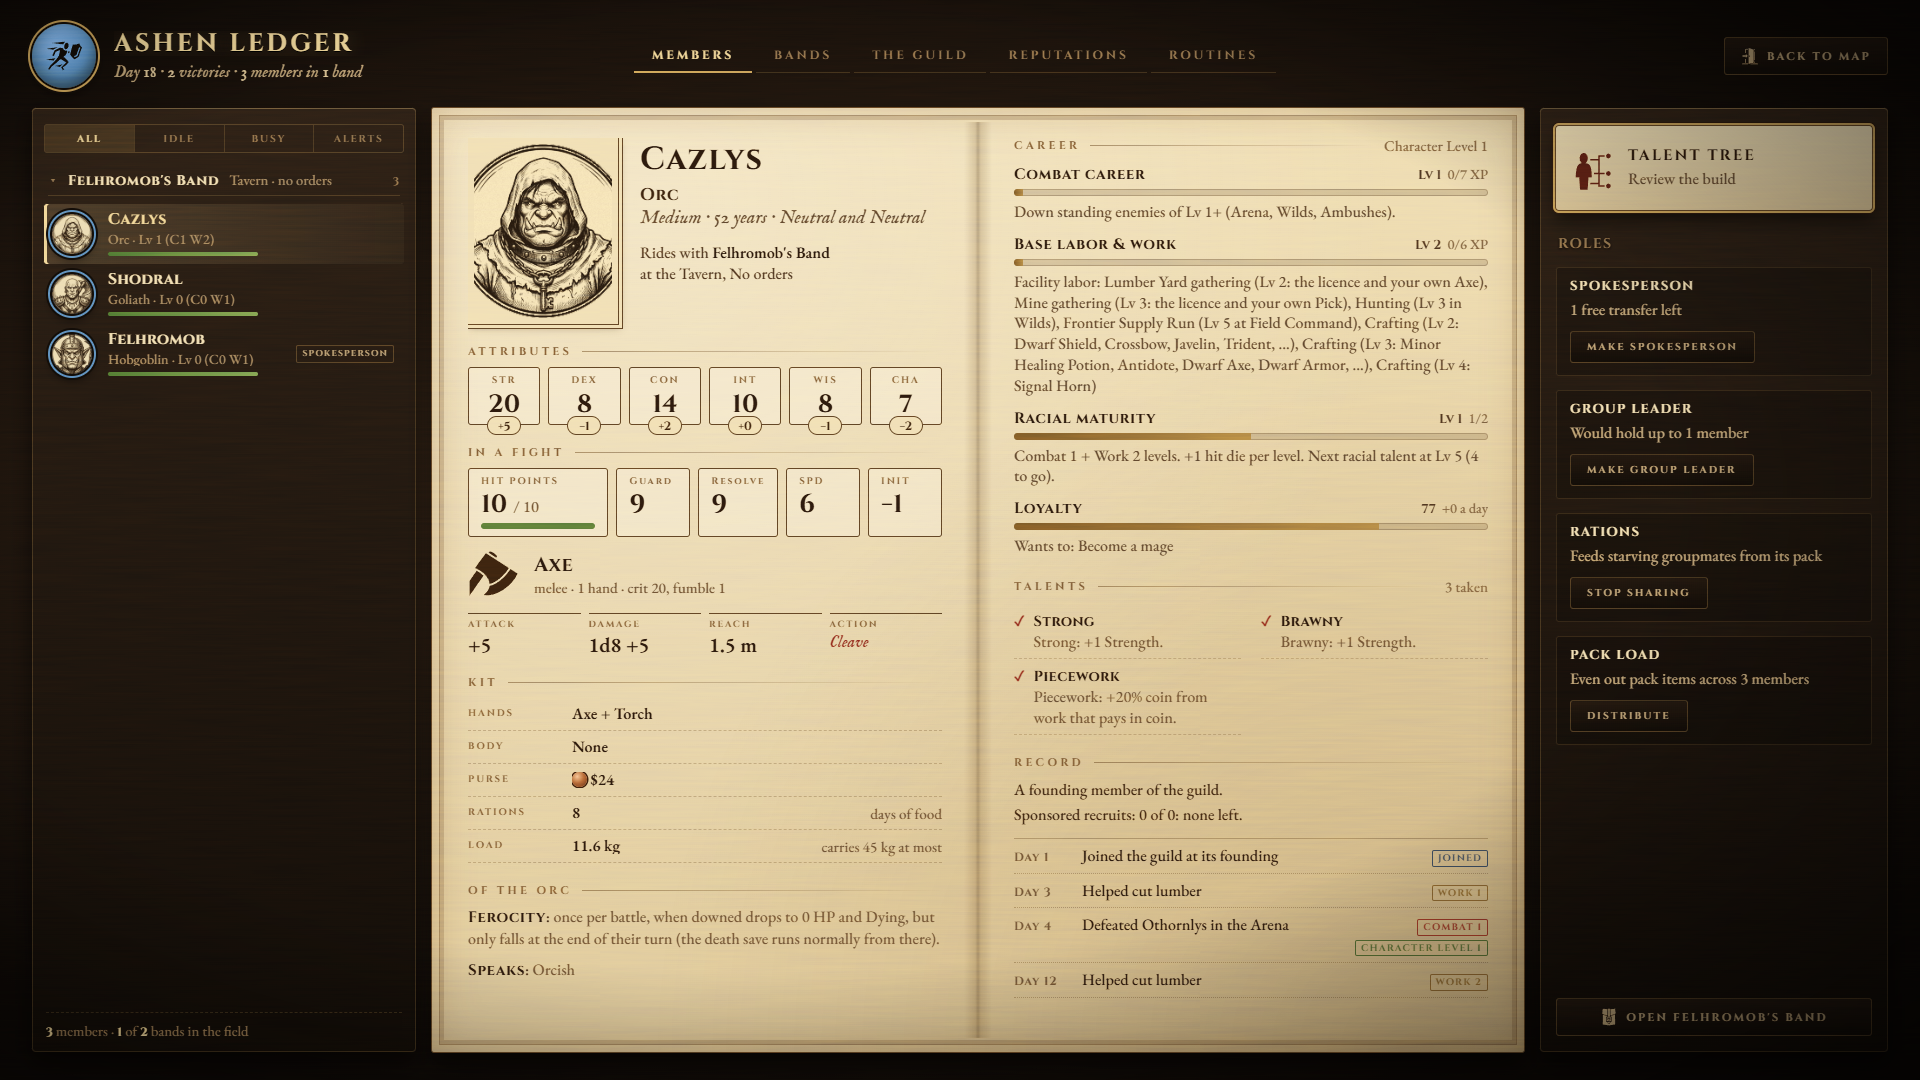 ASHEN LEDGER
Day 18 · 2 victories · 3 members in 1 band
MEMBERS
BANDS
THE GUILD
REPUTATIONS
ROUTINES
BACK TO MAP
ALL
IDLE
BUSY
ALERTS
FELHROMOB'S BAND Tavern · no orders 3
CAZLYS
Orc · Lv 1 (C1 W2)
SHODRAL
Goliath · Lv 0 (C0 W1)
FELHROMOB
Hobgoblin · Lv 0 (C0 W1)
SPOKESPERSON
3 members · 1 of 2 bands in the field
CAZLYS
ORC
Medium · 52 years · Neutral and Neutral
Rides with Felhromob's Band
at the Tavern, No orders
ATTRIBUTES
STR
20
+5
DEX
8
−1
CON
14
+2
INT
10
+0
WIS
8
−1
CHA
7
−2
IN A FIGHT
HIT POINTS
10 / 10
GUARD
9
RESOLVE
9
SPD
6
INIT
−1
AXE
melee · 1 hand · crit 20, fumble 1
ATTACK
+5
DAMAGE
1d8 +5
REACH
1.5 m
ACTION
Cleave
KIT
HANDS Axe + Torch
BODY None
PURSE $24
RATIONS 8 days of food
LOAD 11.6 kg carries 45 kg at most
OF THE ORC
FEROCITY: once per battle, when downed drops to 0 HP and Dying, but
only falls at the end of their turn (the death save runs normally from there).
SPEAKS: Orcish
CAREER Character Level 1
COMBAT CAREER LV 1 0/7 XP
Down standing enemies of Lv 1+ (Arena, Wilds, Ambushes).
BASE LABOR & WORK LV 2 0/6 XP
Facility labor: Lumber Yard gathering (Lv 2: the licence and your own Axe),
Mine gathering (Lv 3: the licence and your own Pick), Hunting (Lv 3 in
Wilds), Frontier Supply Run (Lv 5 at Field Command), Crafting (Lv 2:
Dwarf Shield, Crossbow, Javelin, Trident, ...), Crafting (Lv 3: Minor
Healing Potion, Antidote, Dwarf Axe, Dwarf Armor, ...), Crafting (Lv 4:
Signal Horn)
RACIAL MATURITY LV 1 1/2
Combat 1 + Work 2 levels. +1 hit die per level. Next racial talent at Lv 5 (4
to go).
LOYALTY 77 +0 a day
Wants to: Become a mage
TALENTS 3 taken
✓ STRONG
Strong: +1 Strength.
✓ BRAWNY
Brawny: +1 Strength.
✓ PIECEWORK
Piecework: +20% coin from
work that pays in coin.
RECORD
A founding member of the guild.
Sponsored recruits: 0 of 0: none left.
DAY 1 Joined the guild at its founding JOINED
DAY 3 Helped cut lumber WORK 1
DAY 4 Defeated Othornlys in the Arena COMBAT 1
CHARACTER LEVEL 1
DAY 12 Helped cut lumber WORK 2
TALENT TREE
Review the build
ROLES
SPOKESPERSON
1 free transfer left
MAKE SPOKESPERSON
GROUP LEADER
Would hold up to 1 member
MAKE GROUP LEADER
RATIONS
Feeds starving groupmates from its pack
STOP SHARING
PACK LOAD
Even out pack items across 3 members
DISTRIBUTE
OPEN FELHROMOB'S BAND